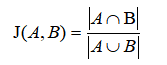 J(A, B) = |A ∩ B| / |A ∪ B|